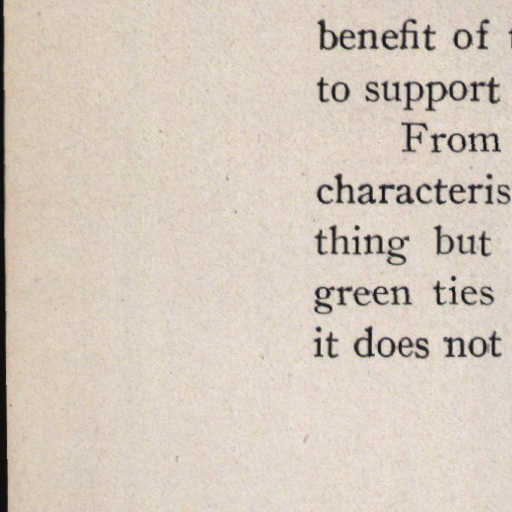 benefit of
to support
From
characteris
thing but
green ties
it does not